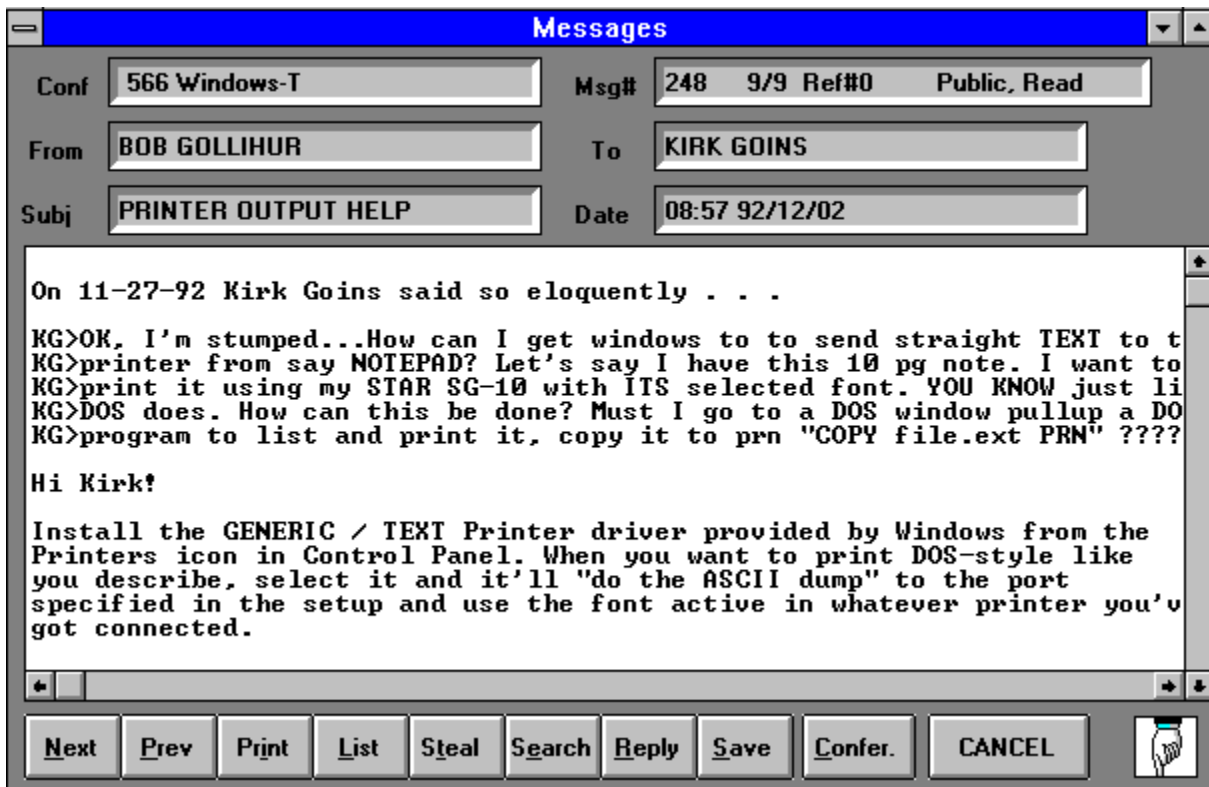 Messages
Conf 566 Windows-T Msg# 248 9/9 Ref#0 Public, Read
From BOB GOLLIHUR To KIRK GOINS
Subj PRINTER OUTPUT HELP Date 08:57 92/12/02
On 11-27-92 Kirk Goins said so eloquently . . .
KG>OK, I'm stumped...How can I get windows to to send straight TEXT to t
KG>printer from say NOTEPAD? Let's say I have this 10 pg note. I want to
KG>print it using my STAR SG-10 with ITS selected font. YOU KNOW just li
KG>DOS does. How can this be done? Must I go to a DOS window pullup a DO
KG>program to list and print it, copy it to prn "COPY file.ext PRN" ????
Hi Kirk!
Install the GENERIC / TEXT Printer driver provided by Windows from the
Printers icon in Control Panel. When you want to print DOS-style like
you describe, select it and it'll "do the ASCII dump" to the port
specified in the setup and use the font active in whatever printer you'v
got connected.
Next Prev Print List Steal Search Reply Save Confer. CANCEL